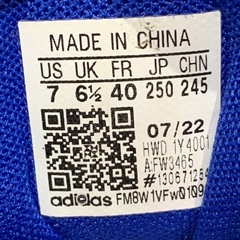 MADE IN CHINA
US UK FR JP CHN
7 6½ 40 250 245
07/22
HWD 1Y4001
A:FW3465
#130671254
adidas FM8W1VFw0109